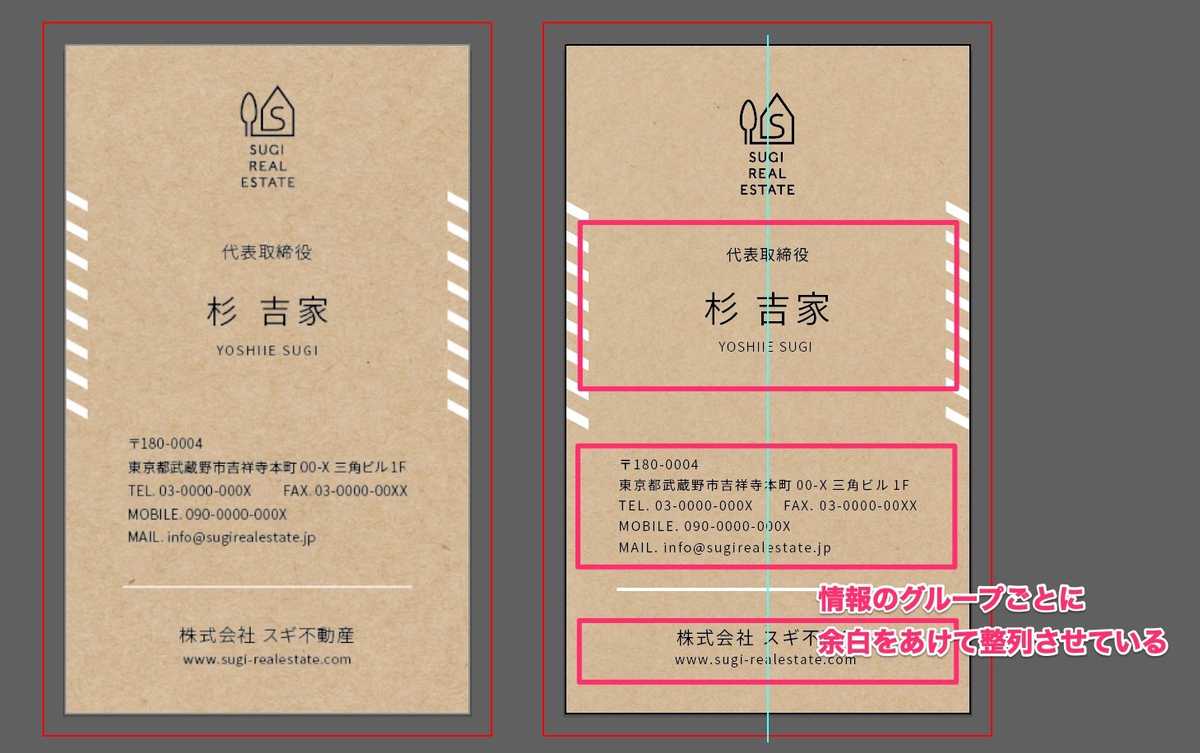 S
SUGI
REAL
ESTATE
代表取締役
杉 吉家
YOSHIIE SUGI
〒180-0004
東京都武蔵野市吉祥寺本町 00-X 三角ビル 1F
TEL. 03-0000-000X FAX. 03-0000-00XX
MOBILE. 090-0000-000X
MAIL. info@sugirealestate.jp
株式会社 スギ不動産
www.sugi-realestate.com
S
SUGI
REAL
ESTATE
代表取締役
杉 吉家
YOSHIIE SUGI
〒180-0004
東京都武蔵野市吉祥寺本町 00-X 三角ビル 1F
TEL. 03-0000-000X FAX. 03-0000-00XX
MOBILE. 090-0000-000X
MAIL. info@sugirealestate.jp
株式会社 スギ不
www.sugi-realestate.com
情報のグループごとに
余白をあけて整列させている